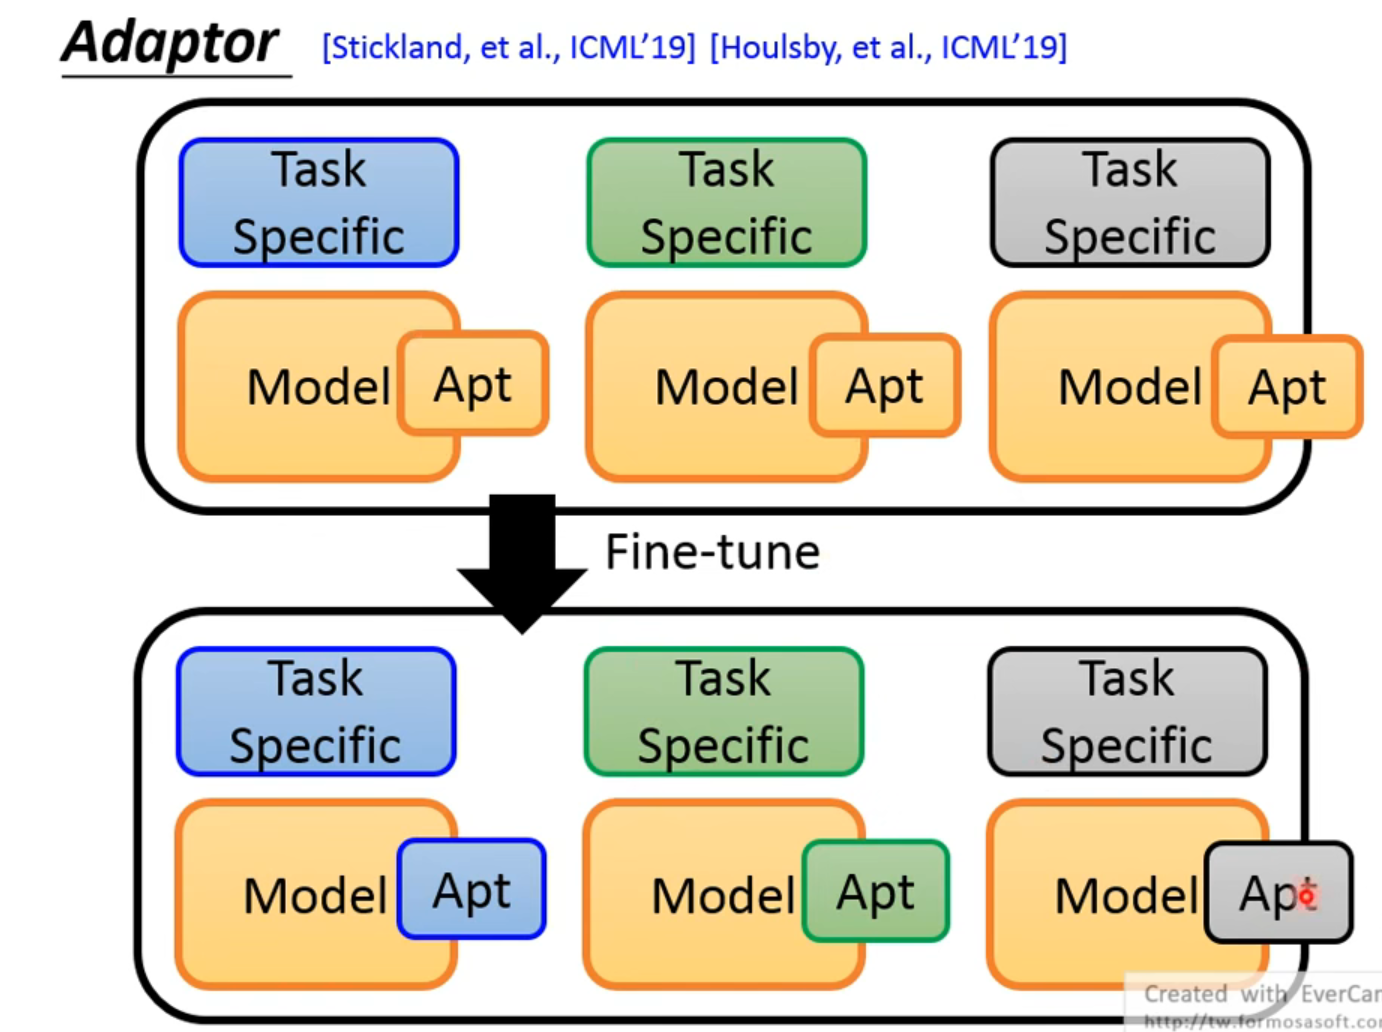 Adaptor [Stickland, et al., ICML’19] [Houlsby, et al., ICML’19]
Task Specific
Task Specific
Task Specific
Model Apt
Model Apt
Model Apt
Fine-tune
Task Specific
Task Specific
Task Specific
Model Apt
Model Apt
Model Apt
Created with EverCa
http://tw.formosasoft.co